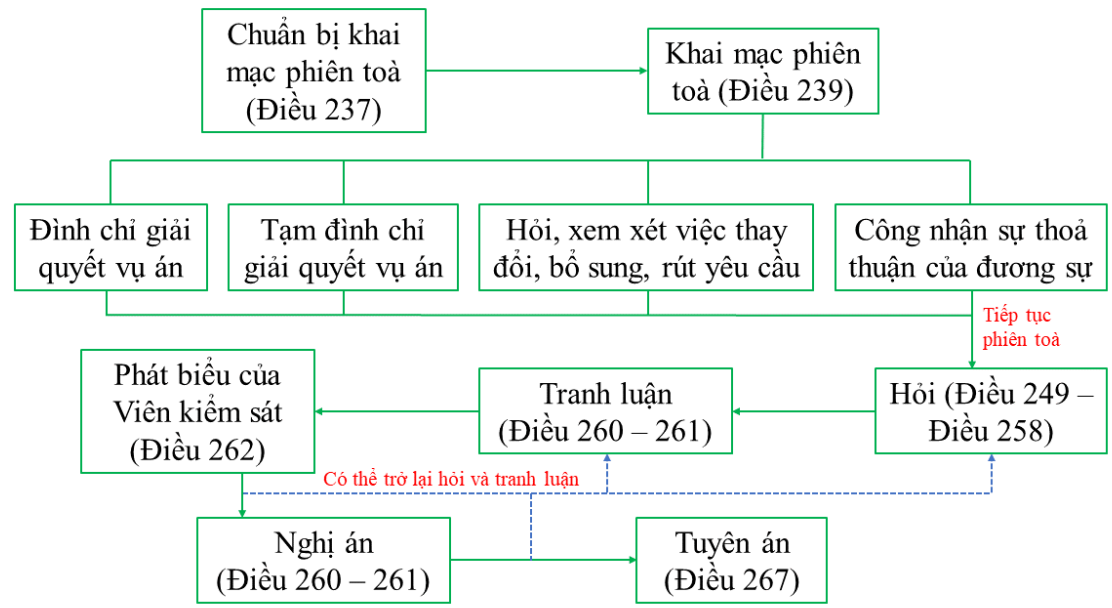 Chuẩn bị khai
mạc phiên toà
(Điều 237)
Khai mạc phiên
toà (Điều 239)
Đình chỉ giải
quyết vụ án
Tạm đình chỉ
giải quyết vụ án
Hỏi, xem xét việc thay
đổi, bổ sung, rút yêu cầu
Công nhận sự thoả
thuận của đương sự
Tiếp tục
phiên toà
Phát biểu của
Viên kiểm sát
(Điều 262)
Tranh luận
(Điều 260 – 261)
Hỏi (Điều 249 –
Điều 258)
Có thể trở lại hỏi và tranh luận
Nghị án
(Điều 260 – 261)
Tuyên án
(Điều 267)